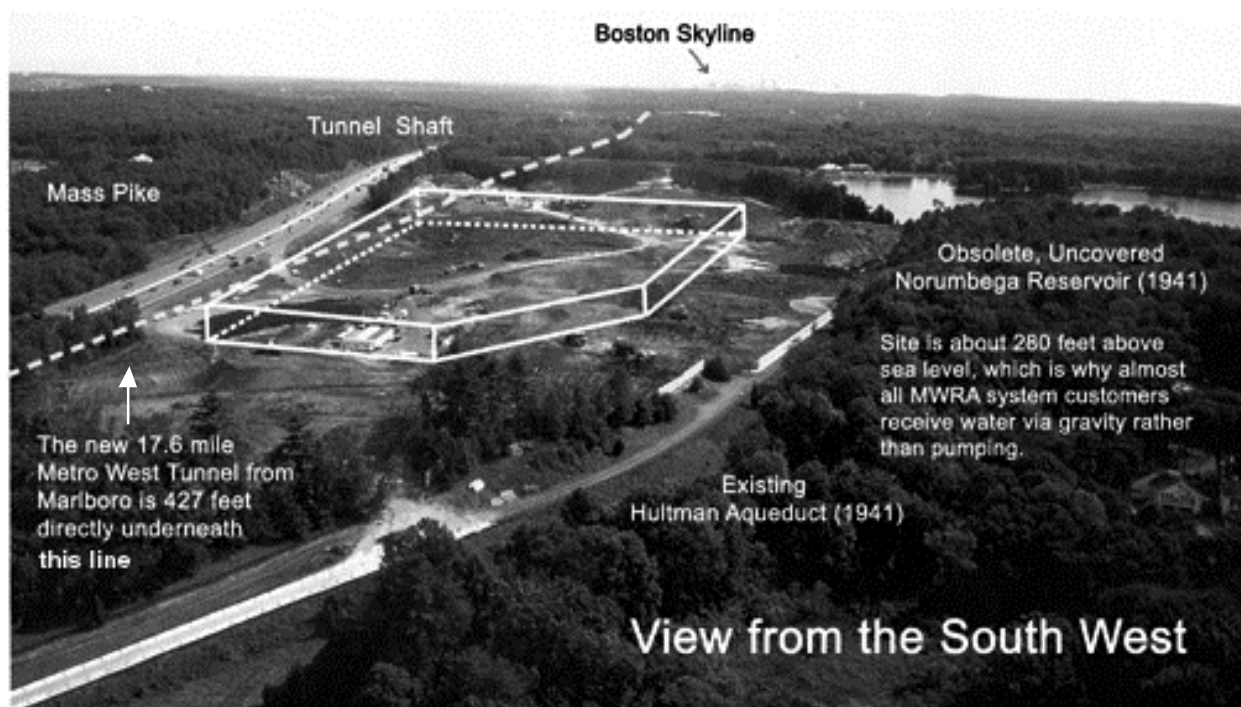 Boston Skyline
Tunnel Shaft
Mass Pike
Obsolete, Uncovered
Norumbega Reservoir (1941)
Site is about 280 feet above
sea level, which is why almost
all MWRA system customers
receive water via gravity rather
than pumping.
The new 17.6 mile
Metro West Tunnel from
Marlboro is 427 feet
directly underneath
this line
Existing
Hultman Aqueduct (1941)
View from the South West